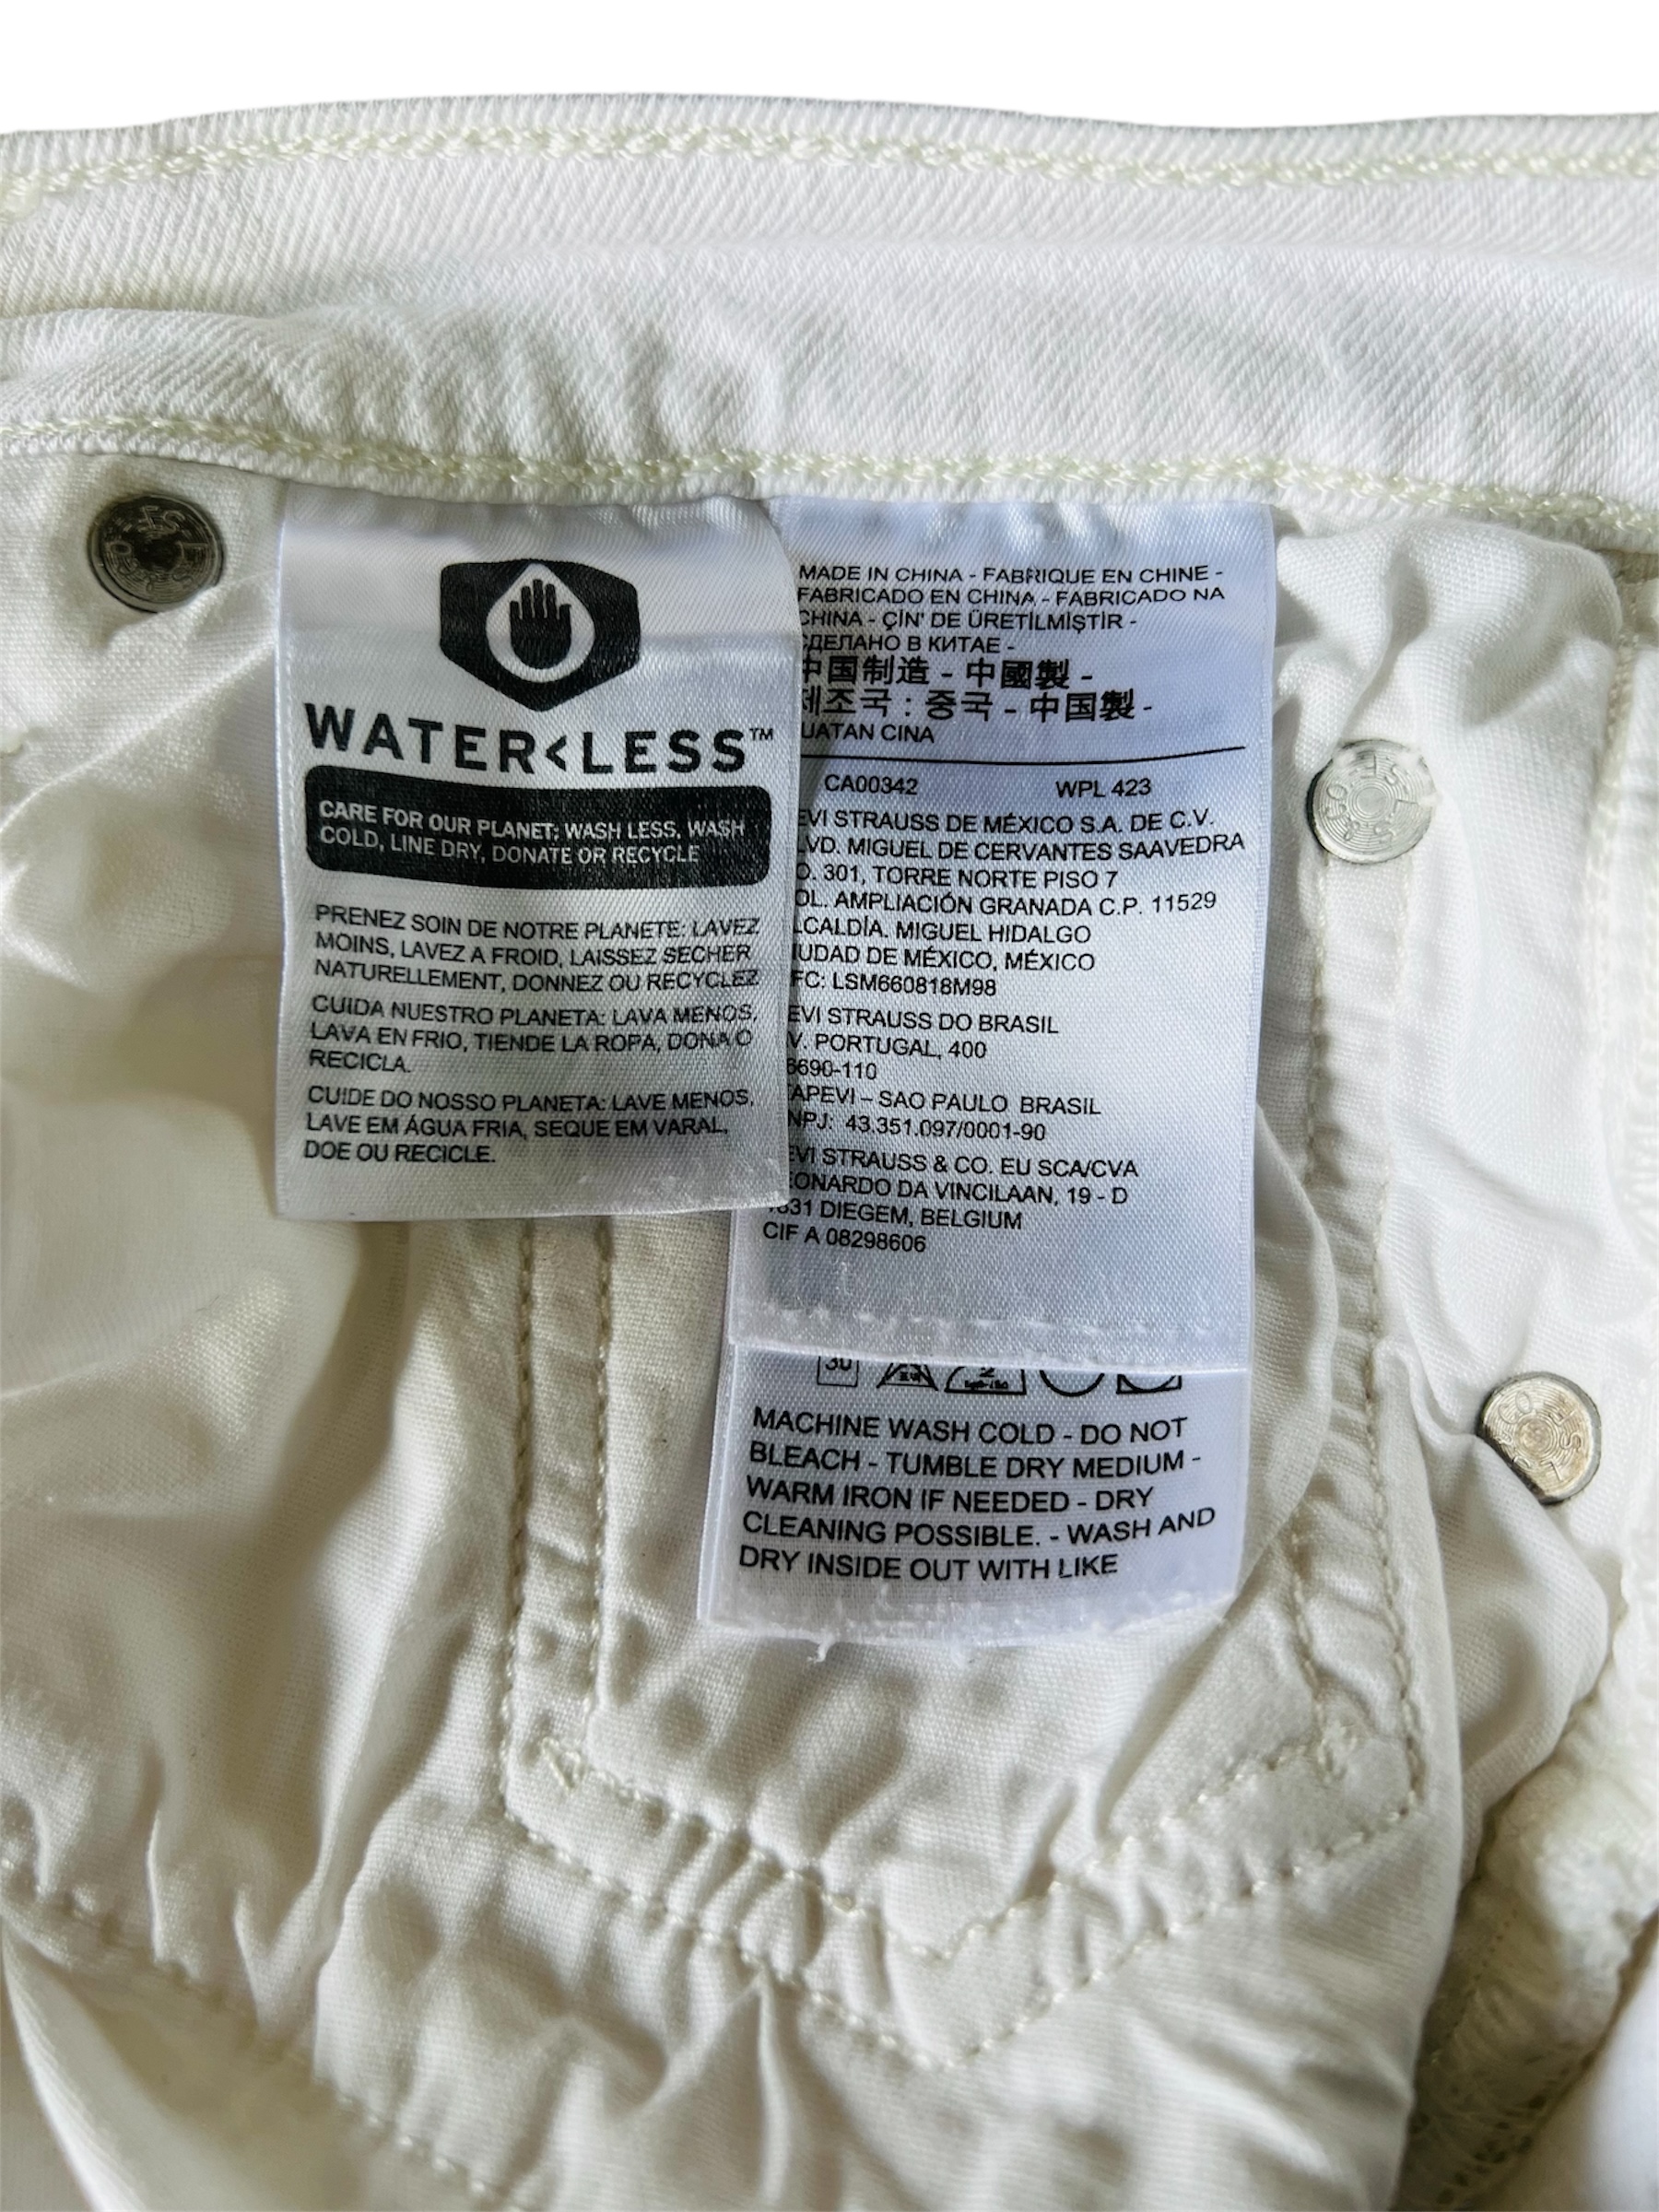 WATER<LESS™
CARE FOR OUR PLANET: WASH LESS, WASH
COLD, LINE DRY, DONATE OR RECYCLE
PRENEZ SOIN DE NOTRE PLANETE: LAVEZ
MOINS, LAVEZ A FROID, LAISSEZ SECHER
NATURELLEMENT, DONNEZ OU RECYCLEZ
CUIDA NUESTRO PLANETA: LAVA MENOS,
LAVA EN FRIO, TIENDE LA ROPA, DONA O
RECICLA.
CUIDE DO NOSSO PLANETA: LAVE MENOS,
LAVE EM ÁGUA FRIA, SEQUE EM VARAL,
DOE OU RECICLE.
MADE IN CHINA - FABRIQUE EN CHINE -
FABRICADO EN CHINA - FABRICADO NA
CHINA - ÇİN' DE ÜRETİLMİŞTİR -
СДЕЛАНО В КИТАЕ -
中国制造 - 中國製 -
제조국 : 중국 - 中国製 -
UATAN CINA
CA00342 WPL 423
EVI STRAUSS DE MÉXICO S.A. DE C.V.
LVD. MIGUEL DE CERVANTES SAAVEDRA
O. 301, TORRE NORTE PISO 7
OL. AMPLIACIÓN GRANADA C.P. 11529
LCALDÍA. MIGUEL HIDALGO
IUDAD DE MÉXICO, MÉXICO
FC: LSM660818M98
EVI STRAUSS DO BRASIL
V. PORTUGAL, 400
6690-110
APEVI – SAO PAULO BRASIL
NPJ: 43.351.097/0001-90
EVI STRAUSS & CO. EU SCA/CVA
EONARDO DA VINCILAAN, 19 - D
1831 DIEGEM, BELGIUM
CIF A 08298606
30
MACHINE WASH COLD - DO NOT
BLEACH - TUMBLE DRY MEDIUM -
WARM IRON IF NEEDED - DRY
CLEANING POSSIBLE. - WASH AND
DRY INSIDE OUT WITH LIKE